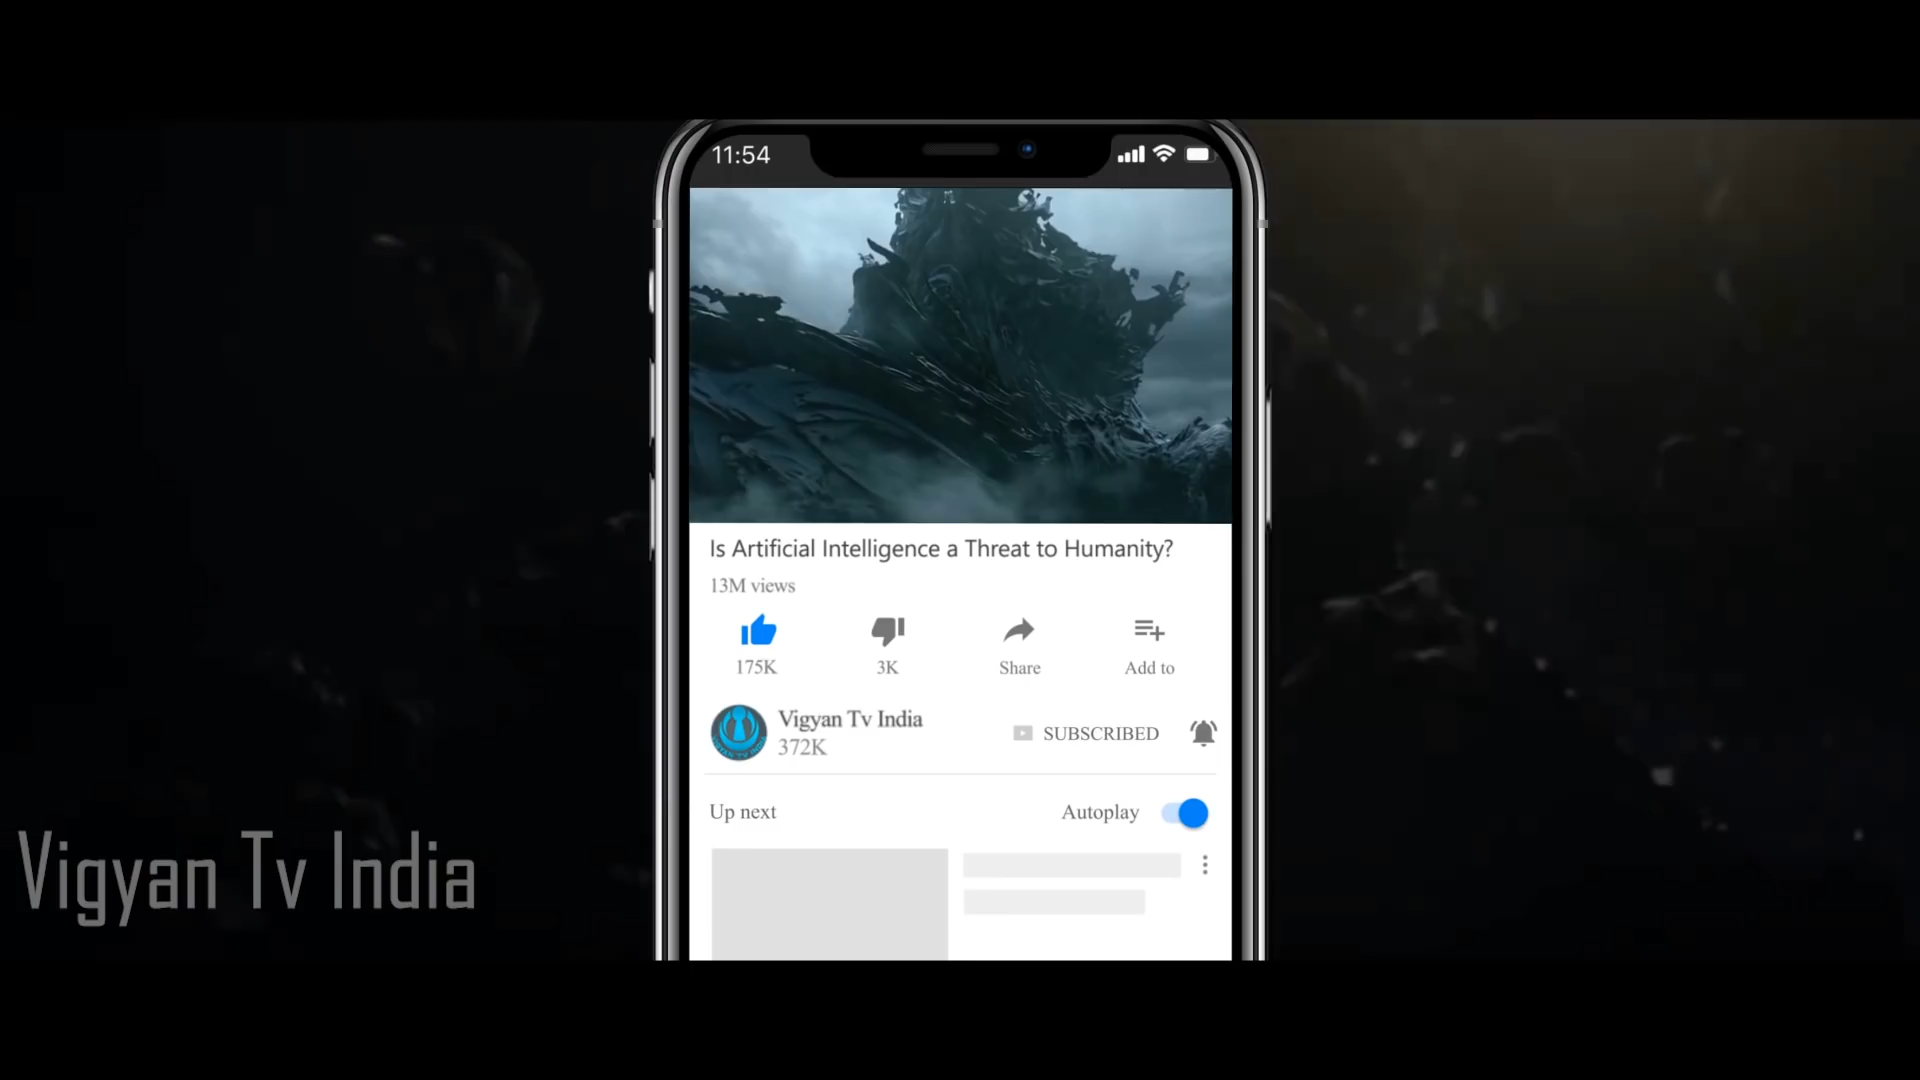 11:54
Is Artificial Intelligence a Threat to Humanity?
13M views
175K
3K
Share
Add to
Vigyan Tv India
372K
SUBSCRIBED
Up next
Autoplay
Vigyan Tv India